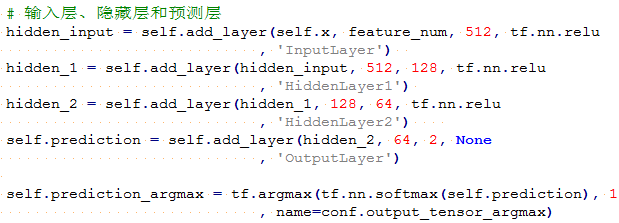 # 输入层、隐藏层和预测层
hidden_input = self.add_layer(self.x, feature_num, 512, tf.nn.relu
, 'InputLayer')
hidden_1 = self.add_layer(hidden_input, 512, 128, tf.nn.relu
, 'HiddenLayer1')
hidden_2 = self.add_layer(hidden_1, 128, 64, tf.nn.relu
, 'HiddenLayer2')
self.prediction = self.add_layer(hidden_2, 64, 2, None
, 'OutputLayer')
self.prediction_argmax = tf.argmax(tf.nn.softmax(self.prediction), 1
, name=conf.output_tensor_argmax)